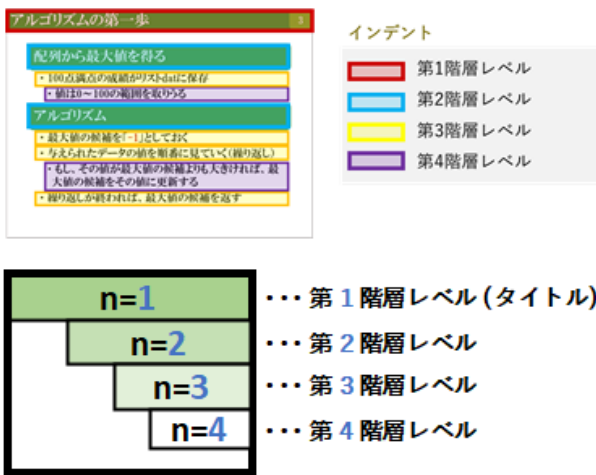 アルゴリズムの第一歩 3
配列から最大値を得る
・100点満点の成績がリストdatに保存
・値は0～100の範囲を取りうる
アルゴリズム
・最大値の候補を「-1」としておく
・与えられたデータの値を順番に見ていく(繰り返し)
・もし、その値が最大値の候補よりも大きければ、最
大値の候補をその値に更新する
・繰り返しが終われば、最大値の候補を返す
インデント
第1階層レベル
第2階層レベル
第3階層レベル
第4階層レベル
n=1 ・・・第1階層レベル(タイトル)
n=2 ・・・第2階層レベル
n=3 ・・・第3階層レベル
n=4 ・・・第4階層レベル